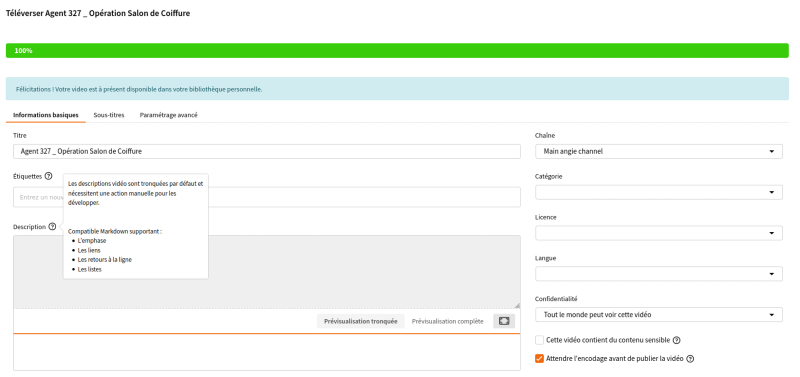 Téléverser Agent 327 _ Opération Salon de Coiffure
100%
Félicitations ! Votre video est à présent disponible dans votre bibliothèque personnelle.
Informations basiques
Sous-titres
Paramétrage avancé
Titre
Agent 327 _ Opération Salon de Coiffure
Étiquettes
Entrez un nouv
Les descriptions vidéo sont tronquées par défaut et
nécessitent une action manuelle pour les
développer.
Compatible Markdown supportant :
L'emphase
Les liens
Les retours à la ligne
Les listes
Description
Prévisualisation tronquée
Prévisualisation complète
Chaîne
Main angie channel
Catégorie
Licence
Langue
Confidentialité
Tout le monde peut voir cette vidéo
Cette vidéo contient du contenu sensible
Attendre l'encodage avant de publier la vidéo